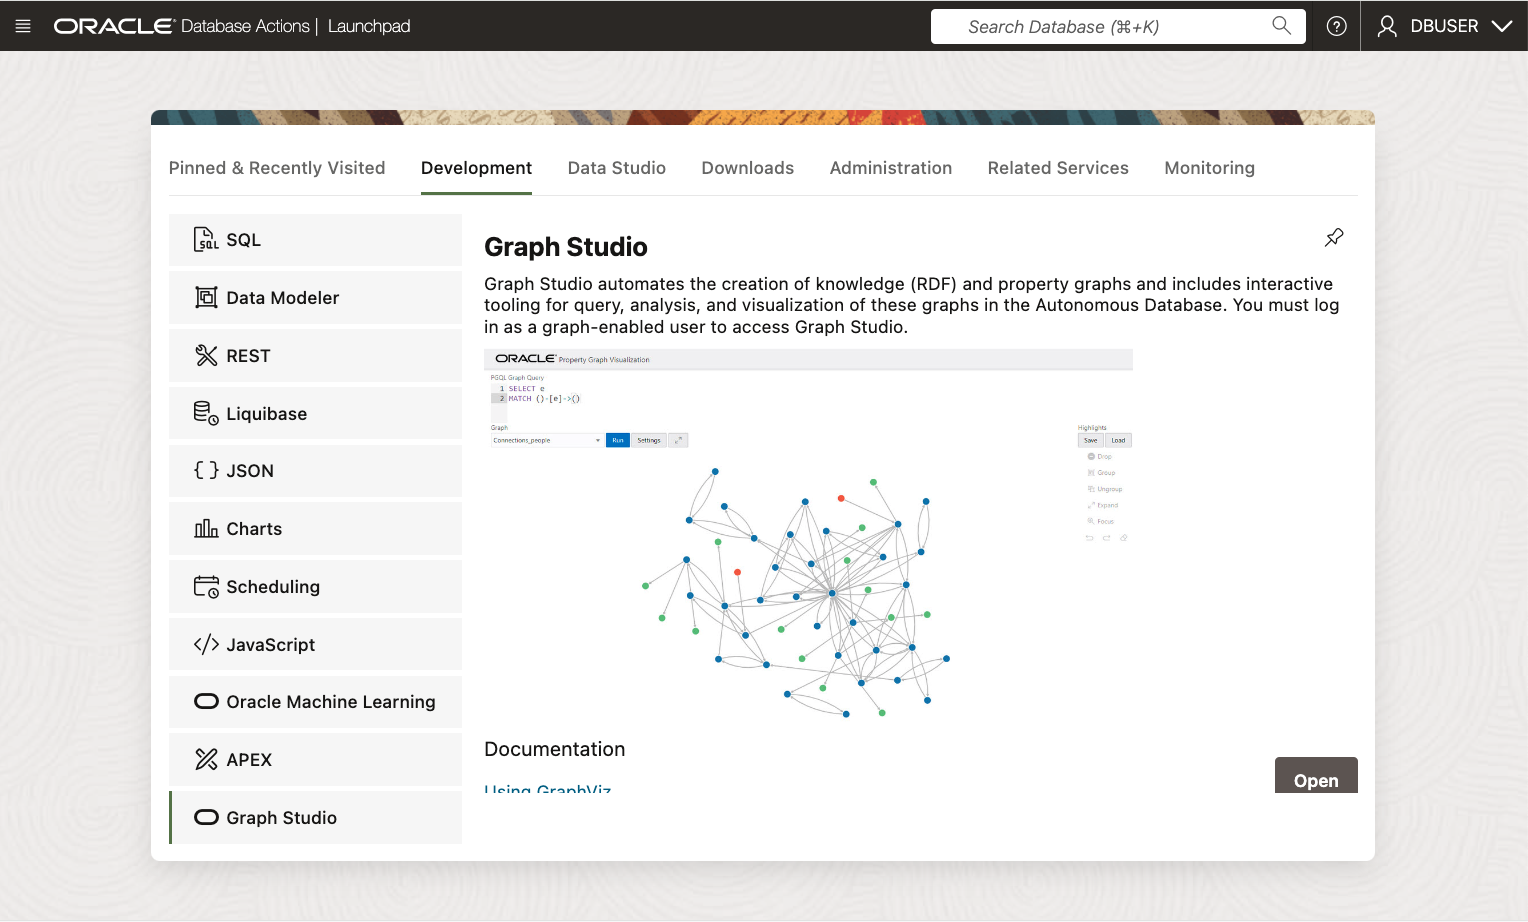 ORACLE Database Actions | Launchpad
Search Database (⌘+K)
DBUSER
Pinned & Recently Visited
Development
Data Studio
Downloads
Administration
Related Services
Monitoring
SQL
Data Modeler
REST
Liquibase
JSON
Charts
Scheduling
JavaScript
Oracle Machine Learning
APEX
Graph Studio
Graph Studio
Graph Studio automates the creation of knowledge (RDF) and property graphs and includes interactive
tooling for query, analysis, and visualization of these graphs in the Autonomous Database. You must log
in as a graph-enabled user to access Graph Studio.
ORACLE Property Graph Visualization
PGQL Graph Query
1 SELECT e
2 MATCH ()-[e]->()
Graph
Connections_people
Run
Settings
Highlights
Save
Load
Drop
Group
Ungroup
Expand
Focus
Documentation
Using GraphViz
Open